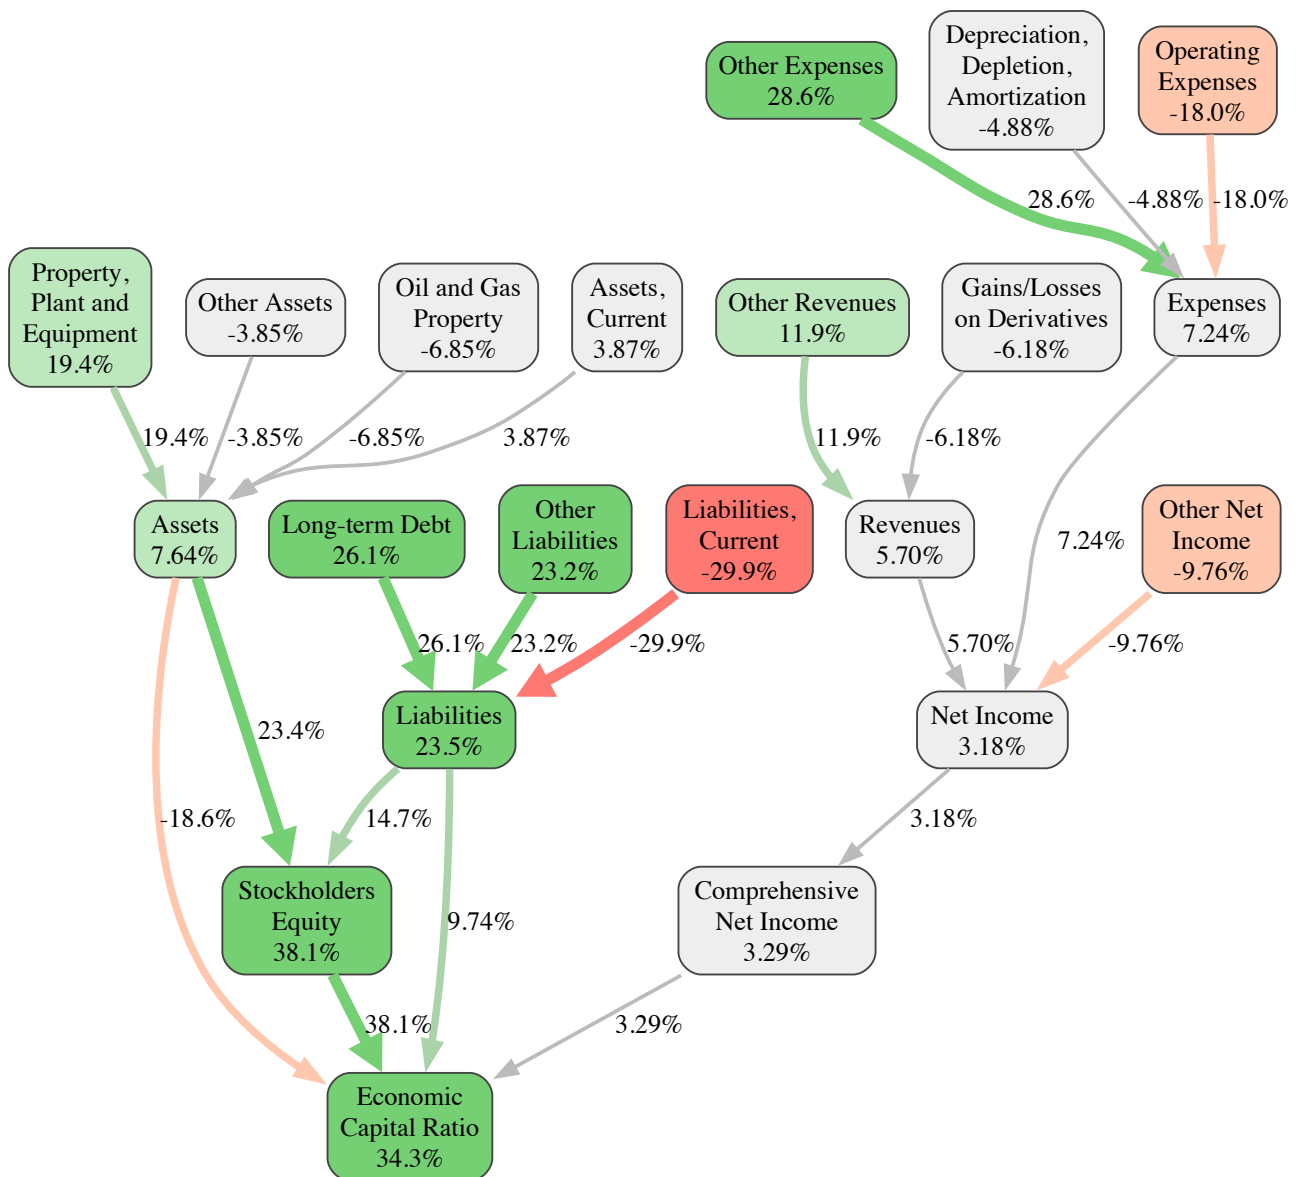 Other Expenses
28.6%
Depreciation,
Depletion,
Amortization
-4.88%
Operating
Expenses
-18.0%
28.6%
-4.88%
-18.0%
Property,
Plant and
Equipment
19.4%
Other Assets
-3.85%
Oil and Gas
Property
-6.85%
Assets,
Current
3.87%
Other Revenues
11.9%
Gains/Losses
on Derivatives
-6.18%
Expenses
7.24%
19.4%
-3.85%
-6.85%
3.87%
11.9%
-6.18%
Assets
7.64%
Long-term Debt
26.1%
Other
Liabilities
23.2%
Liabilities,
Current
-29.9%
Revenues
5.70%
7.24%
Other Net
Income
-9.76%
26.1%
23.2%
-29.9%
5.70%
-9.76%
Liabilities
23.5%
Net Income
3.18%
23.4%
-18.6%
14.7%
3.18%
Stockholders
Equity
38.1%
9.74%
Comprehensive
Net Income
3.29%
38.1%
3.29%
Economic
Capital Ratio
34.3%